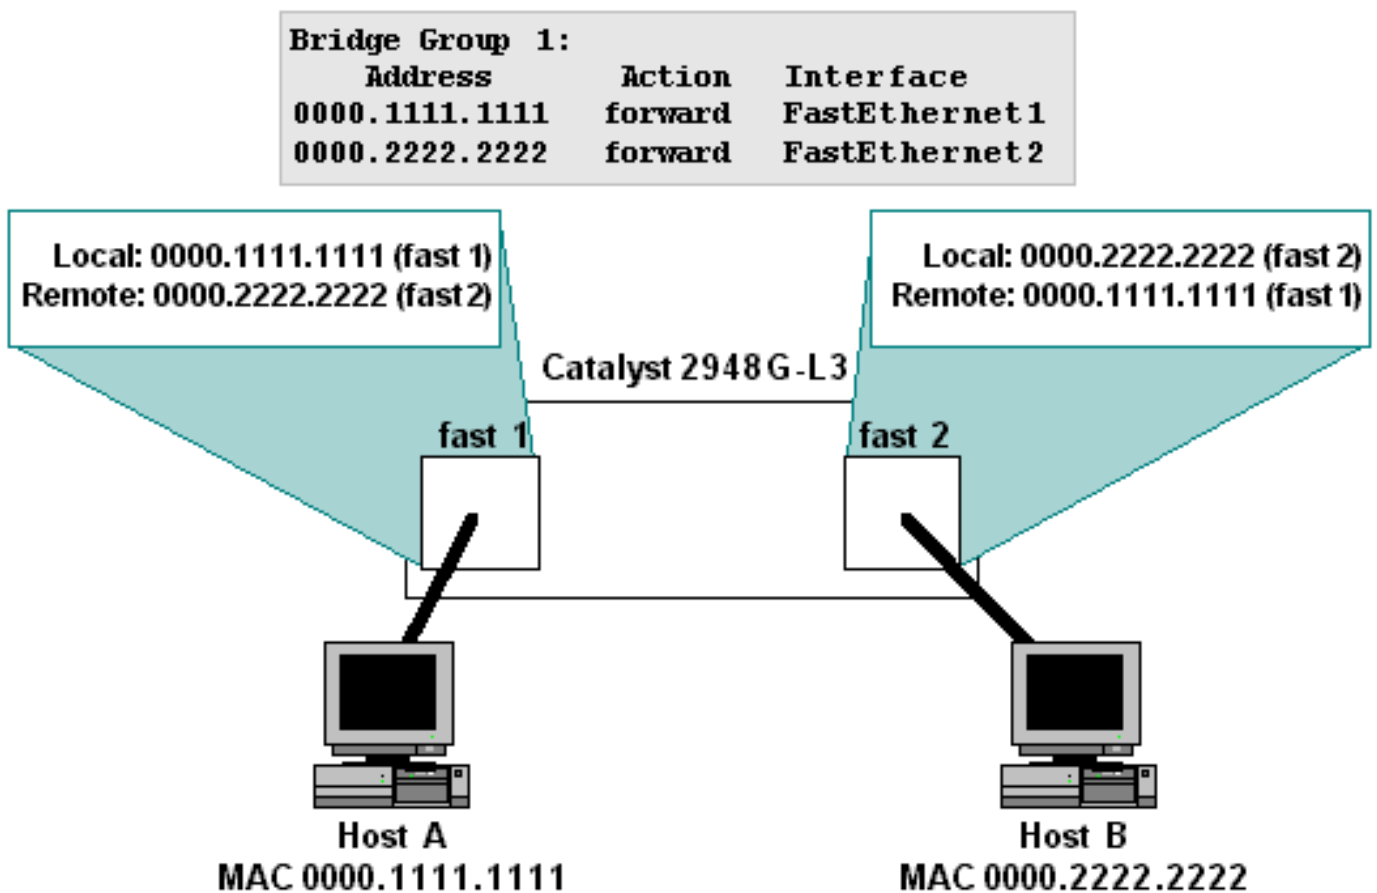 Bridge Group 1:
Address Action Interface
0000.1111.1111 forward FastEthernet1
0000.2222.2222 forward FastEthernet2
Local: 0000.1111.1111 (fast 1)
Remote: 0000.2222.2222 (fast 2)
Local: 0000.2222.2222 (fast 2)
Remote: 0000.1111.1111 (fast 1)
Catalyst 2948G-L3
fast 1
fast 2
Host A
MAC 0000.1111.1111
Host B
MAC 0000.2222.2222